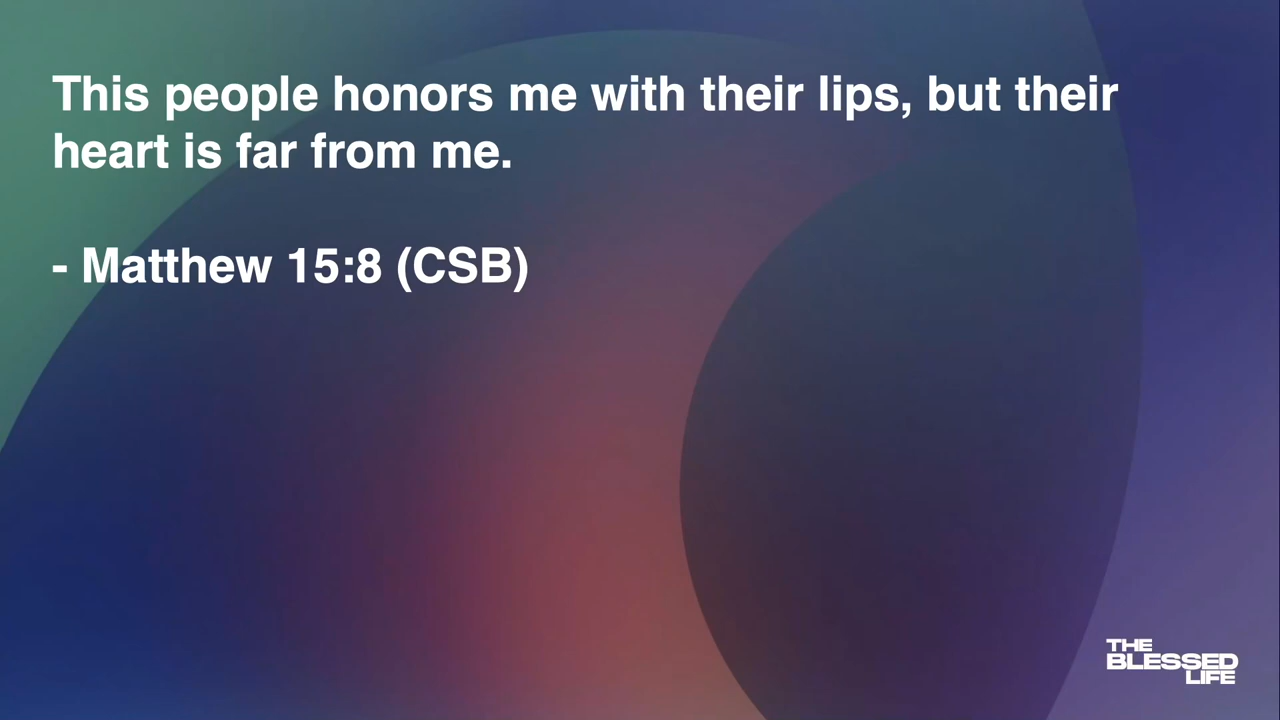 This people honors me with their lips, but their
heart is far from me.
- Matthew 15:8 (CSB)
THE
BLESSED
LIFE